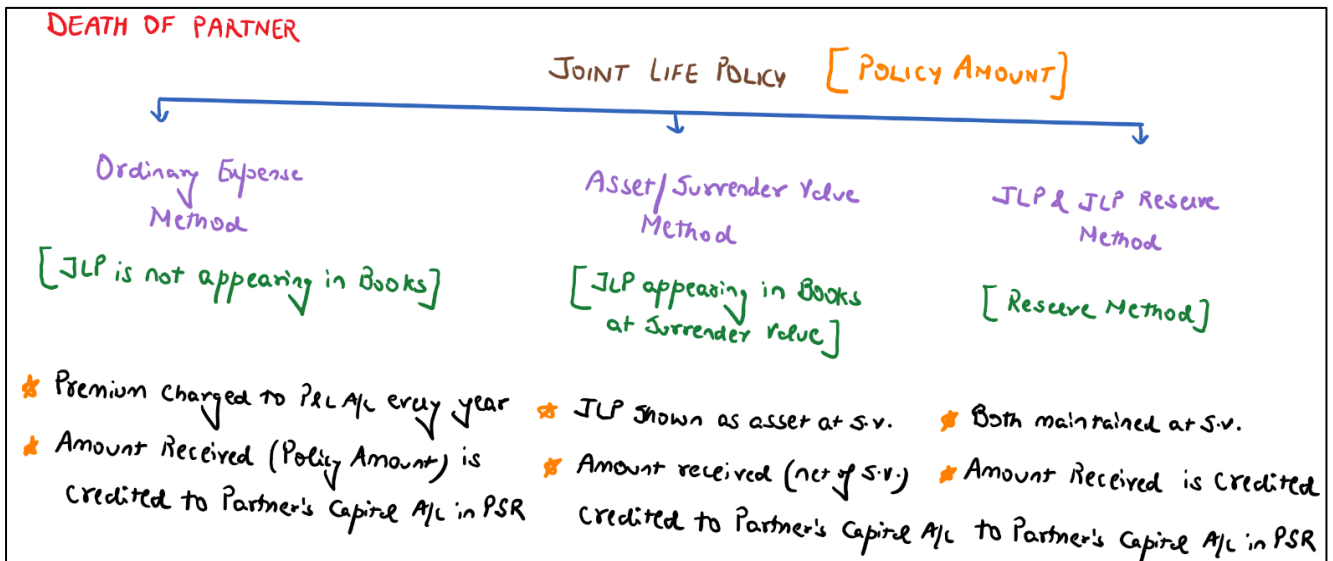 DEATH OF PARTNER
JOINT LIFE POLICY [POLICY AMOUNT]
Ordinary Expense
Method
[JLP is not appearing in Books]
* Premium charged to P&L A/c every year
* Amount Received (Policy Amount) is
credited to Partner's Capital A/c in PSR
Asset/Surrender Value
Method
[JLP appearing in Books
at Surrender Value]
* JLP shown as asset at S.V.
* Amount received (net of S.V.)
credited to Partner's Capital A/c
JLP & JLP Reserve
Method
[Reserve Method]
* Both maintained at S.V.
* Amount Received is credited
to Partner's Capital A/c in PSR